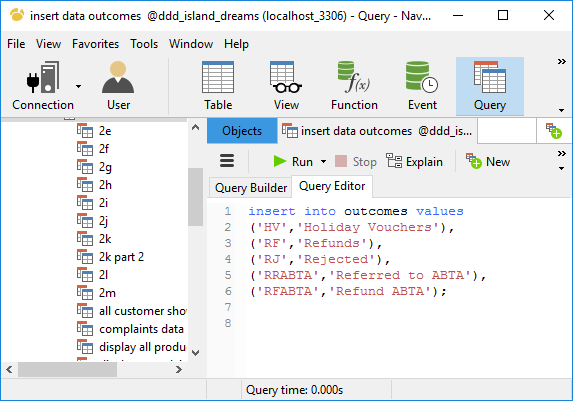 insert data outcomes @ddd_island_dreams (localhost_3306) - Query - Nav...
File View Favorites Tools Window Help
Connection User Table View Function Event Query
f(x)
Objects insert data outcomes @ddd_is...
Run Stop Explain New
Query Builder Query Editor
2e
2f
2g
2h
2i
2j
2k
2k part 2
2l
2m
all customer sho
complaints data
display all produ
1 insert into outcomes values
2 ('HV','Holiday Vouchers'),
3 ('RF','Refunds'),
4 ('RJ','Rejected'),
5 ('RRABTA','Referred to ABTA'),
6 ('RFABTA','Refund ABTA');
7
8
Query time: 0.000s